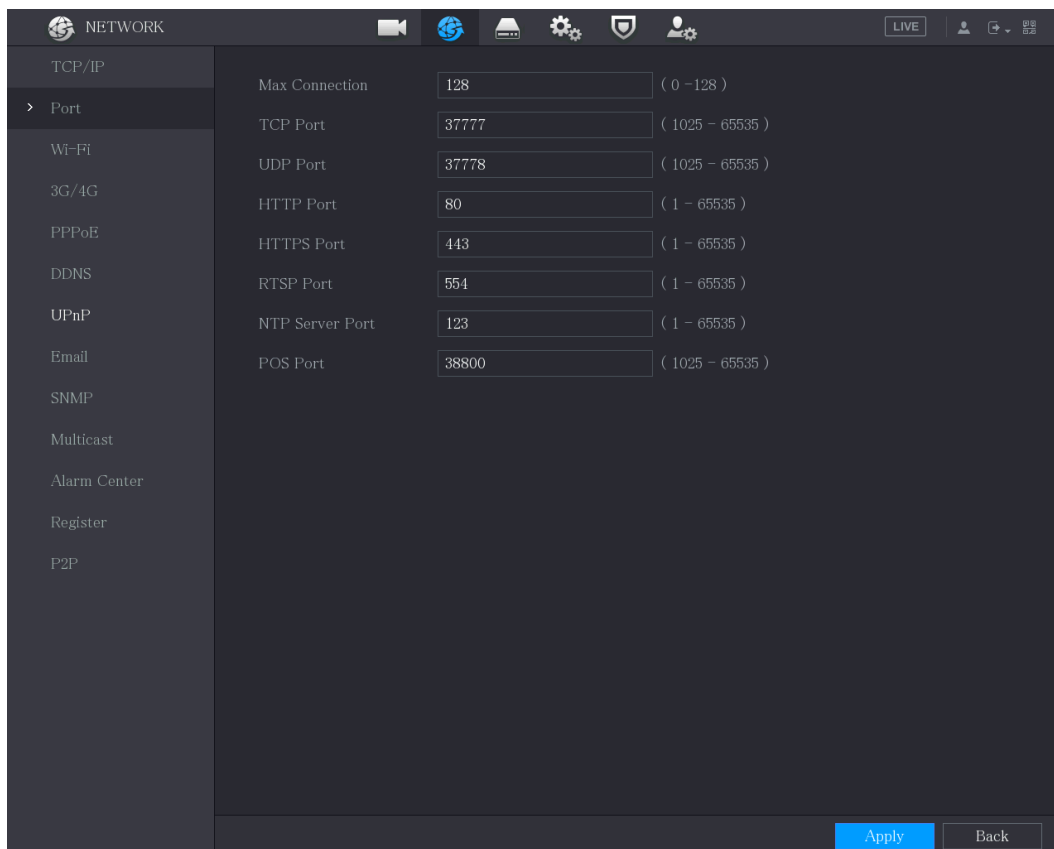 NETWORK
LIVE
TCP/IP
Port
Wi-Fi
3G/4G
PPPoE
DDNS
UPnP
Email
SNMP
Multicast
Alarm Center
Register
P2P
Max Connection 128 ( 0 -128 )
TCP Port 37777 ( 1025 - 65535 )
UDP Port 37778 ( 1025 - 65535 )
HTTP Port 80 ( 1 - 65535 )
HTTPS Port 443 ( 1 - 65535 )
RTSP Port 554 ( 1 - 65535 )
NTP Server Port 123 ( 1 - 65535 )
POS Port 38800 ( 1025 - 65535 )
Apply Back